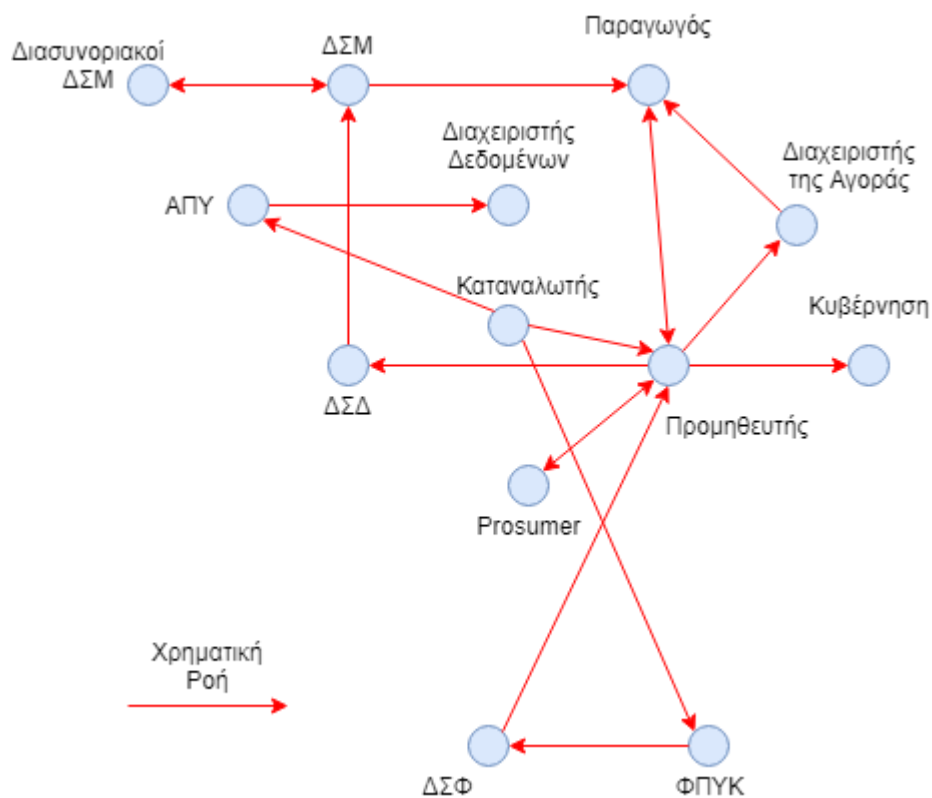 Διασυνοριακοί
ΔΣΜ
ΔΣΜ
Παραγωγός
Διαχειριστής
Δεδομένων
Διαχειριστής
της Αγοράς
ΑΠΥ
Καταναλωτής
Κυβέρνηση
ΔΣΔ
Προμηθευτής
Prosumer
Χρηματική
Ροή
ΔΣΦ
ΦΠΥΚ